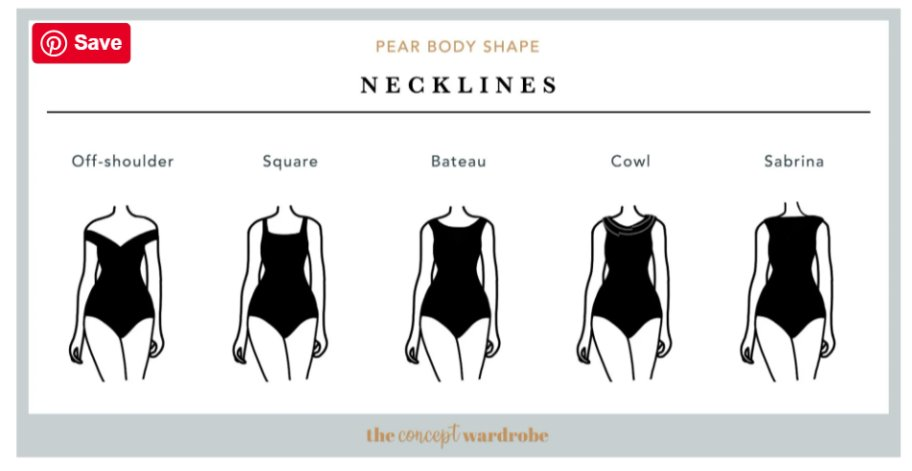 Save
PEAR BODY SHAPE
NECKLINES
Off-shoulder Square Bateau Cowl Sabrina
the concept wardrobe